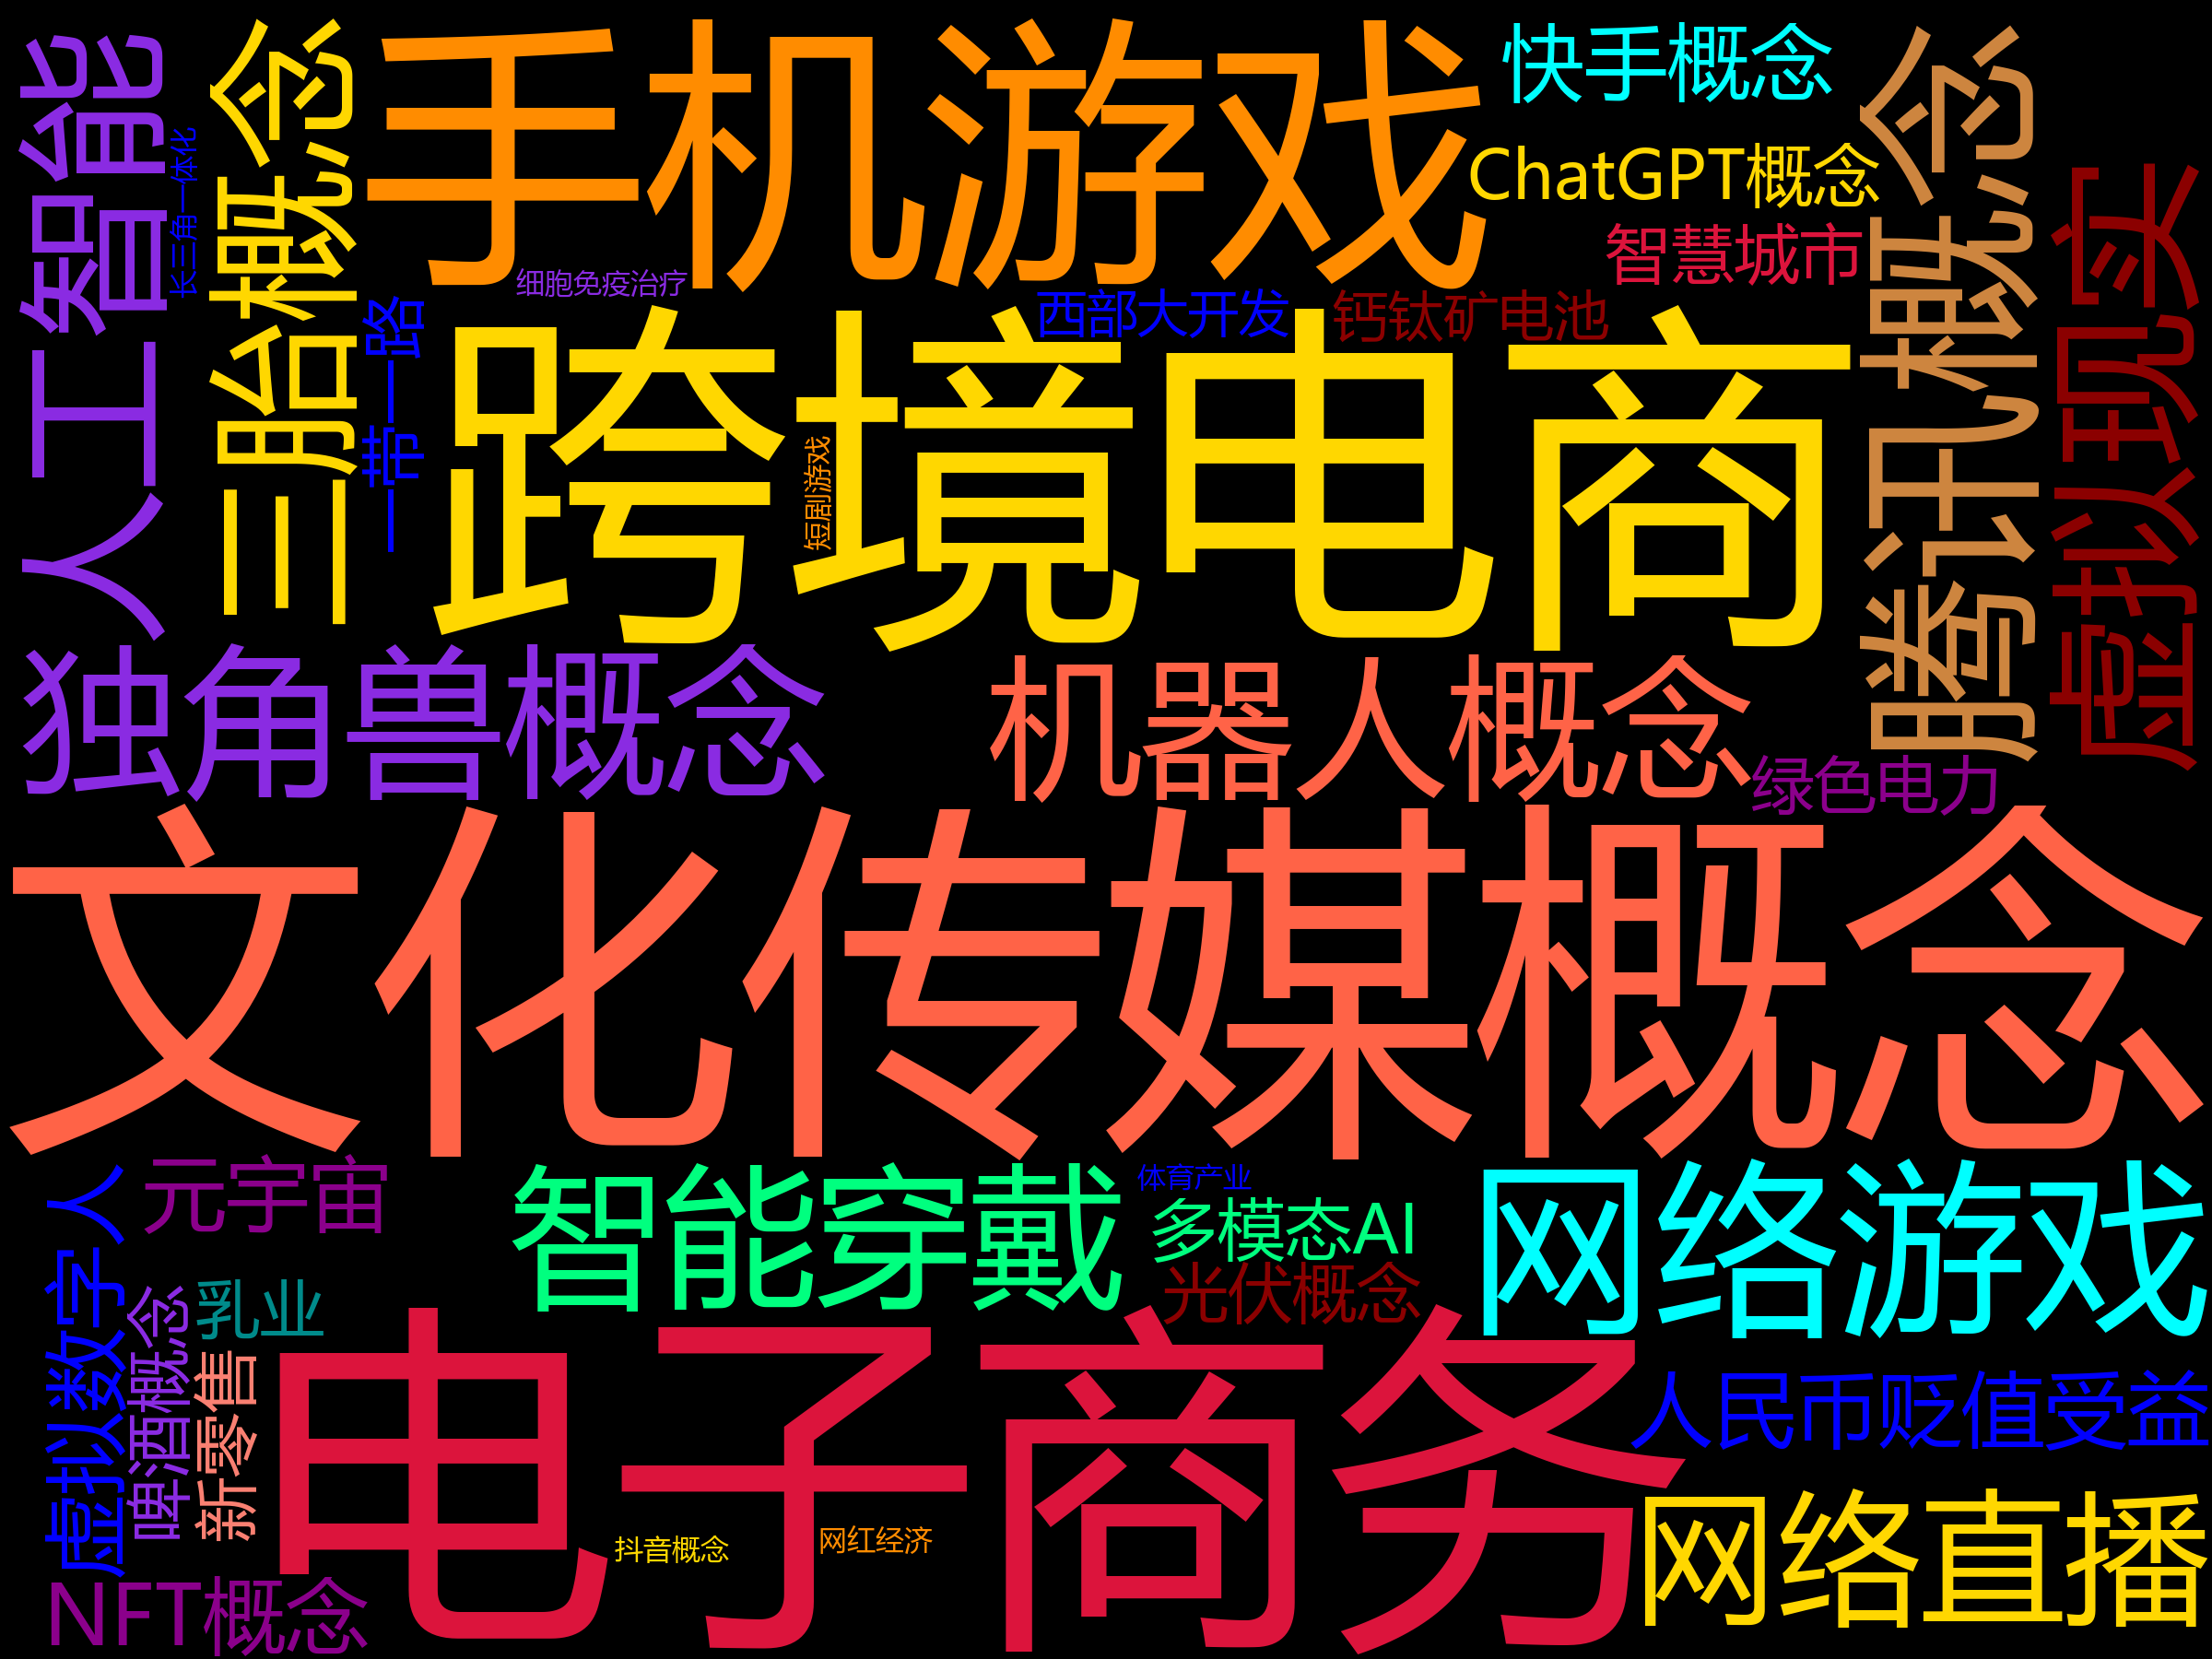 手机游戏
快手概念
ChatGPT概念
智慧城市
人工智能
长三角一体化
三胎概念
一带一路
细胞免疫治疗
西部大开发
钙钛矿电池
腾讯概念
虚拟现实
跨境电商
短剧游戏
独角兽概念
机器人概念
绿色电力
文化传媒概念
元宇宙
智能穿戴
体育产业
多模态AI
光伏概念
网络游戏
虚拟数字人
啤酒概念
乳业
新零售
电子商务
人民币贬值受益
抖音概念
网红经济
网络直播
NFT概念